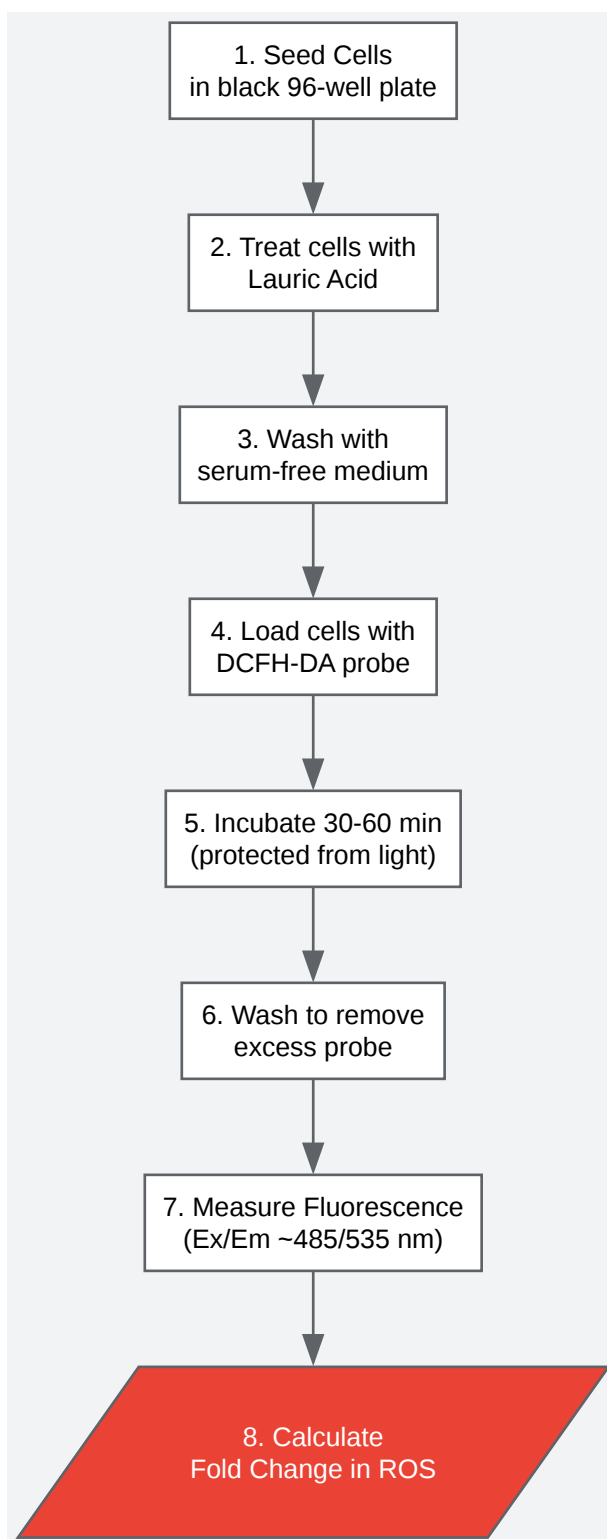 1. Seed Cells
in black 96-well plate
2. Treat cells with
Lauric Acid
3. Wash with
serum-free medium
4. Load cells with
DCFH-DA probe
5. Incubate 30-60 min
(protected from light)
6. Wash to remove
excess probe
7. Measure Fluorescence
(Ex/Em ~485/535 nm)
8. Calculate
Fold Change in ROS